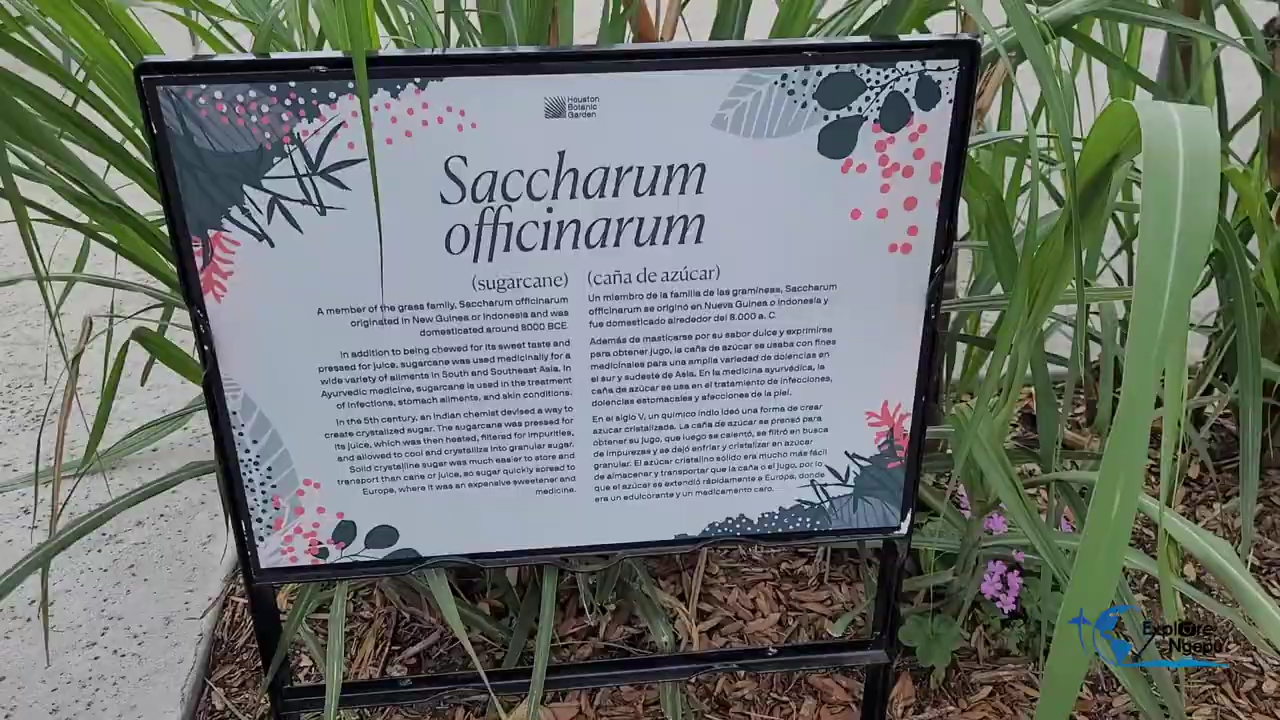 Houston
Botanic
Garden
Saccharum
officinarum
(sugarcane)
A member of the grass family, Saccharum officinarum
originated in New Guinea or Indonesia and was
domesticated around 8000 BCE.
In addition to being chewed for its sweet taste and
pressed for juice, sugarcane was used medicinally for a
wide variety of ailments in South and Southeast Asia. In
Ayurvedic medicine, sugarcane is used in the treatment
of infections, stomach ailments, and skin conditions.
In the 5th century, an Indian chemist devised a way to
create crystalized sugar. The sugarcane was pressed for
its juice, which was then heated, filtered for impurities,
and allowed to cool and crystallize into granular sugar.
Solid crystalline sugar was much easier to store and
transport than cane or juice, so sugar quickly spread to
Europe, where it was an expensive sweetener and
medicine.
(caña de azúcar)
Un miembro de la familia de las gramíneas, Saccharum
officinarum se originó en Nueva Guinea o Indonesia y
fue domesticado alrededor del 8.000 a. C.
Además de masticarse por su sabor dulce y exprimirse
para obtener jugo, la caña de azúcar se usaba con fines
medicinales para una amplia variedad de dolencias en
el sur y sudeste de Asia. En la medicina ayurvédica, la
caña de azúcar se usa en el tratamiento de infecciones,
dolencias estomacales y afecciones de la piel.
En el siglo V, un químico indio ideó una forma de crear
azúcar cristalizada. La caña de azúcar se prensó para
obtener su jugo, que luego se calentó, se filtró en busca
de impurezas y se dejó enfriar y cristalizar en azúcar
granular. El azúcar cristalino sólido era mucho más fácil
de almacenar y transportar que la caña o el jugo, por lo
que el azúcar se extendió rápidamente a Europa, donde
era un edulcorante y un medicamento caro.
Explore
Ngepu